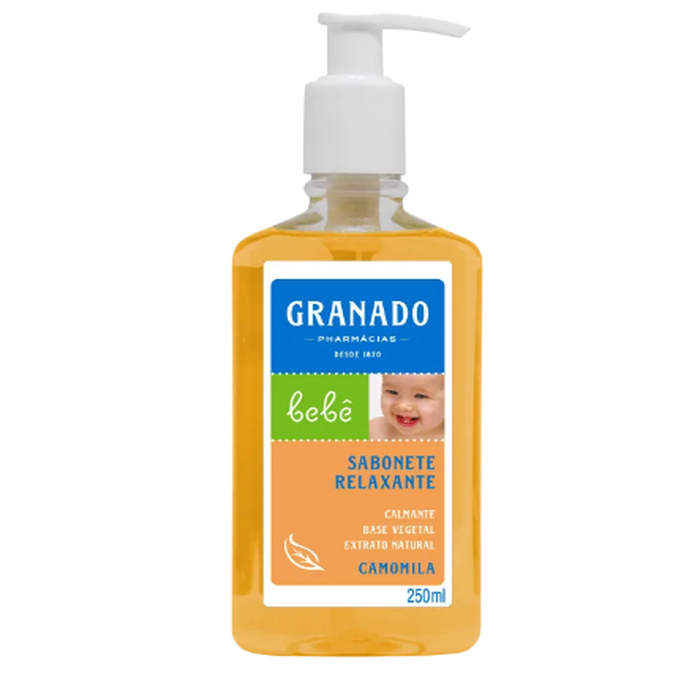 GRANADO
PHARMÁCIAS
DESDE 1870
bebê
SABONETE
RELAXANTE
CALMANTE
BASE VEGETAL
EXTRATO NATURAL
CAMOMILA
250ml